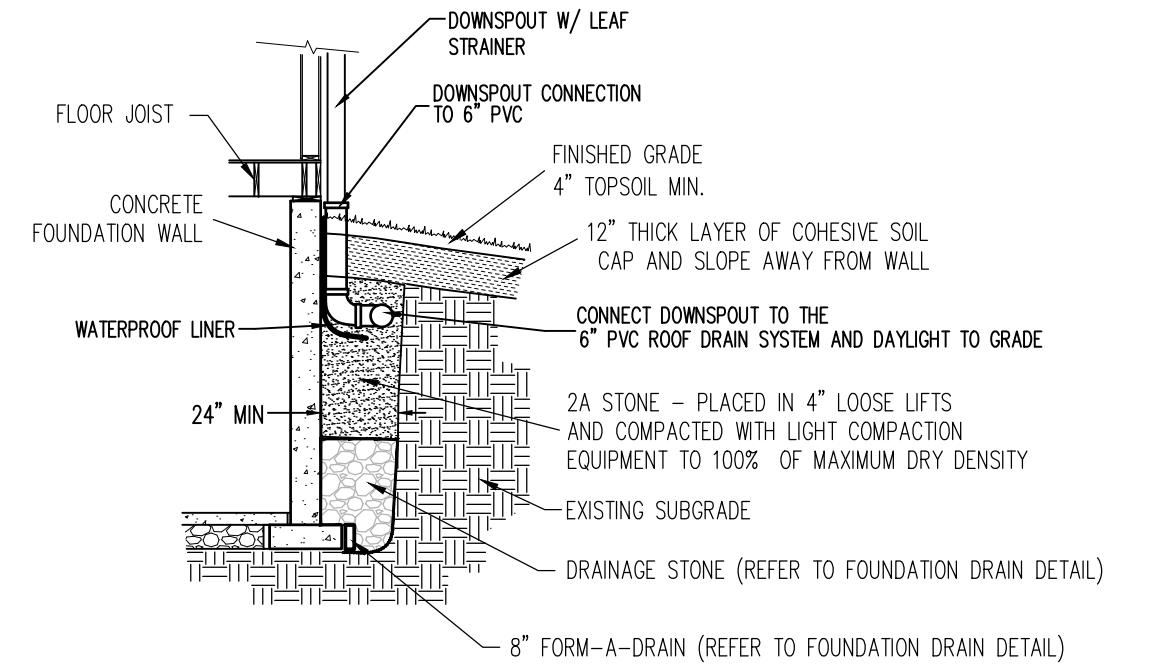 DOWNSPOUT W/ LEAF
STRAINER
DOWNSPOUT CONNECTION
TO 6" PVC
FLOOR JOIST
FINISHED GRADE
4" TOPSOIL MIN.
CONCRETE
FOUNDATION WALL
12" THICK LAYER OF COHESIVE SOIL
CAP AND SLOPE AWAY FROM WALL
WATERPROOF LINER
CONNECT DOWNSPOUT TO THE
6" PVC ROOF DRAIN SYSTEM AND DAYLIGHT TO GRADE
24" MIN
2A STONE – PLACED IN 4" LOOSE LIFTS
AND COMPACTED WITH LIGHT COMPACTION
EQUIPMENT TO 100% OF MAXIMUM DRY DENSITY
EXISTING SUBGRADE
DRAINAGE STONE (REFER TO FOUNDATION DRAIN DETAIL)
8" FORM–A–DRAIN (REFER TO FOUNDATION DRAIN DETAIL)